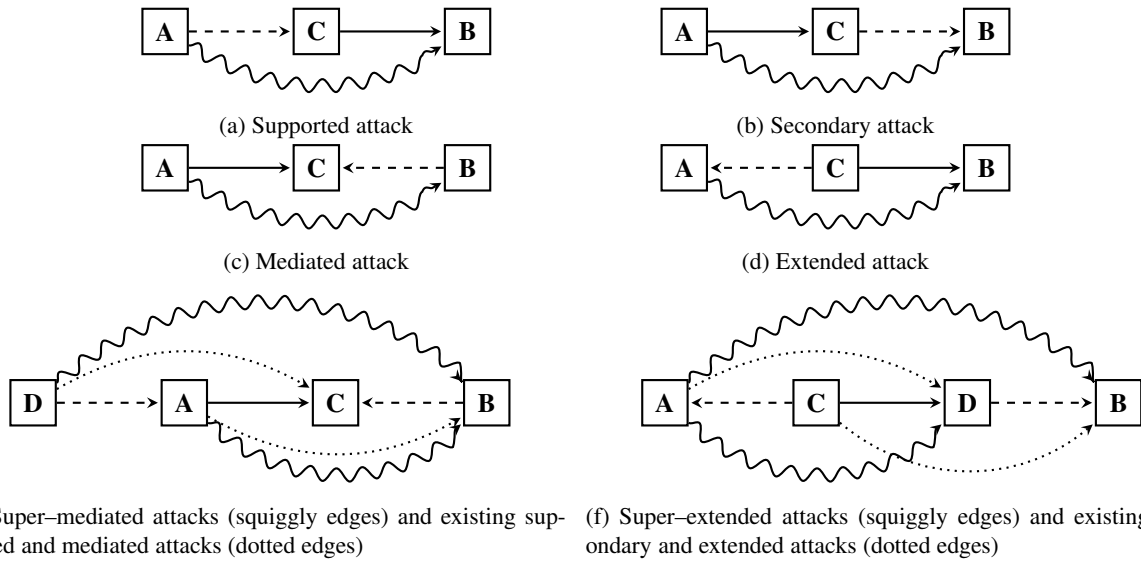 A C B A C B
(a) Supported attack (b) Secondary attack
A C B A C B
(c) Mediated attack (d) Extended attack
D A C B A C D B
Super–mediated attacks (squiggly edges) and existing sup- (f) Super–extended attacks (squiggly edges) and existing
ed and mediated attacks (dotted edges) ondary and extended attacks (dotted edges)